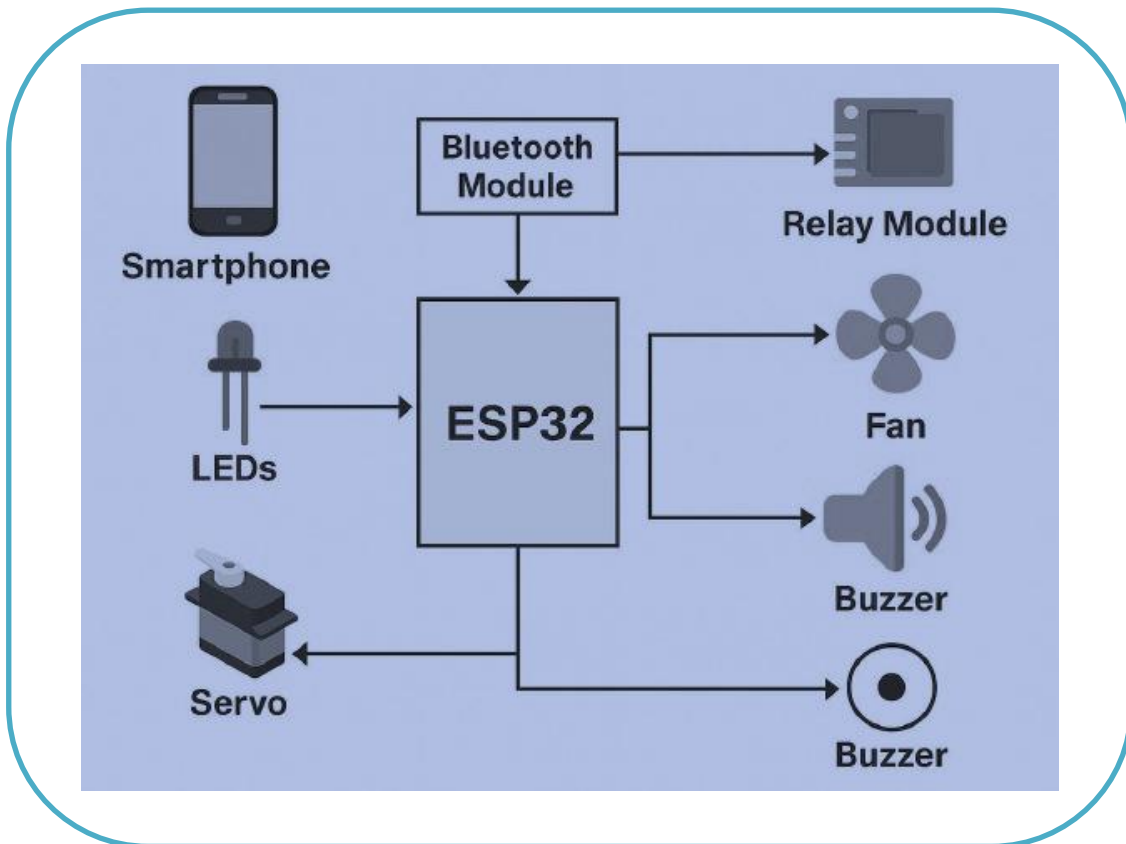 Smartphone
Bluetooth
Module
Relay Module
LEDs
ESP32
Fan
Buzzer
Servo
Buzzer